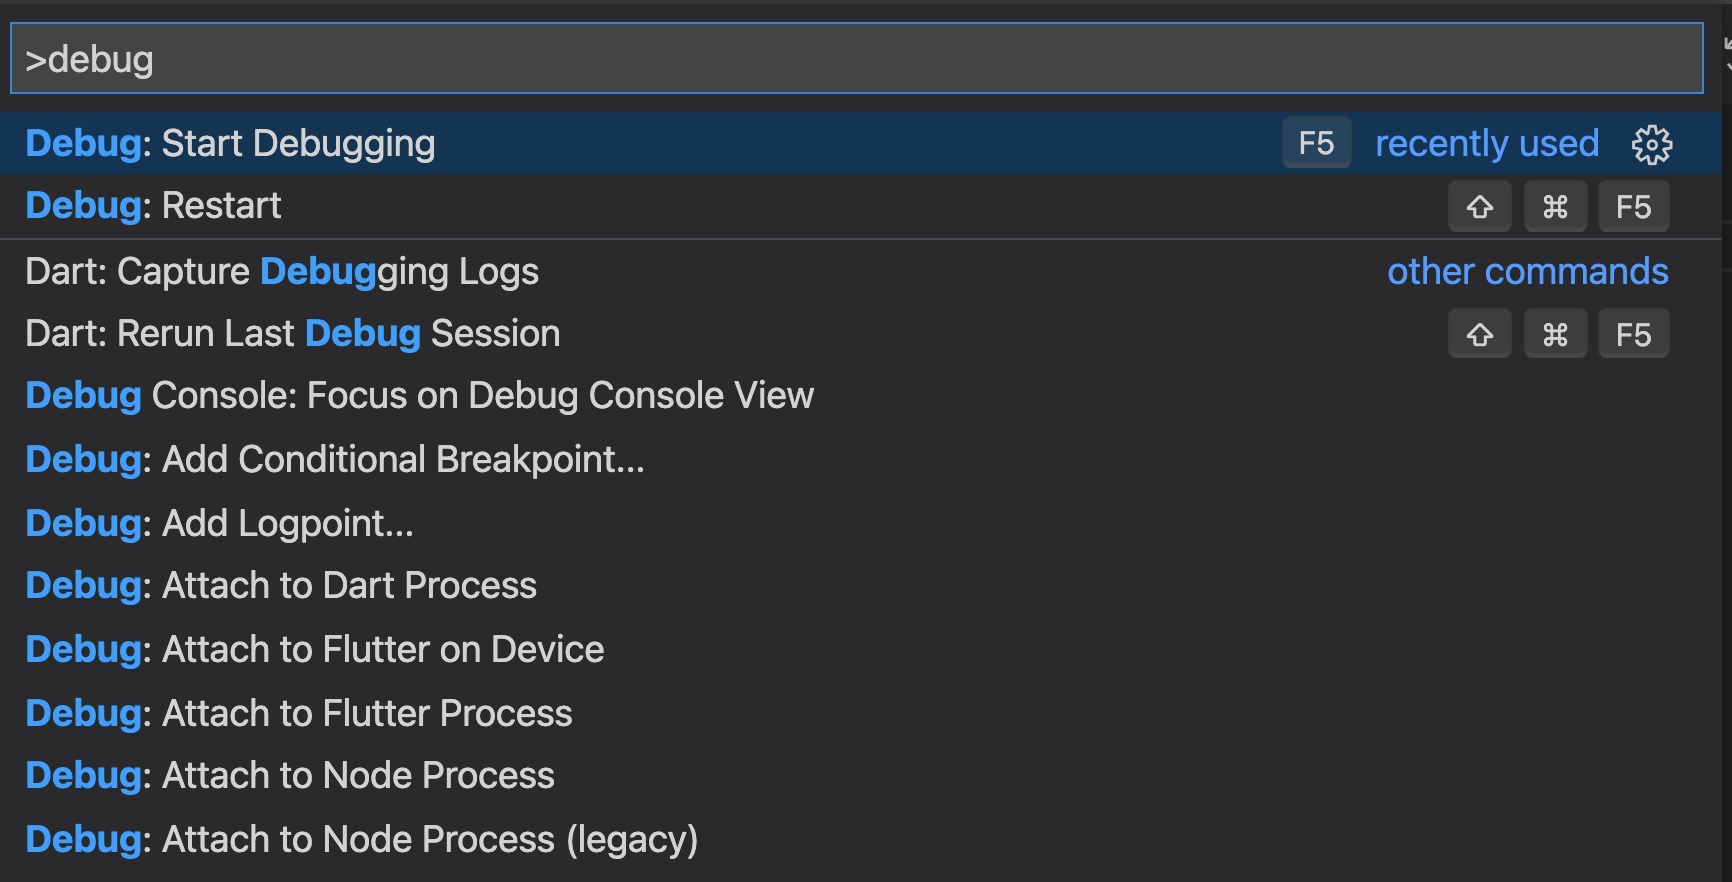 >debug
Debug: Start Debugging F5 recently used
Debug: Restart ⇧ ⌘ F5
Dart: Capture Debugging Logs other commands
Dart: Rerun Last Debug Session ⇧ ⌘ F5
Debug Console: Focus on Debug Console View
Debug: Add Conditional Breakpoint...
Debug: Add Logpoint...
Debug: Attach to Dart Process
Debug: Attach to Flutter on Device
Debug: Attach to Flutter Process
Debug: Attach to Node Process
Debug: Attach to Node Process (legacy)